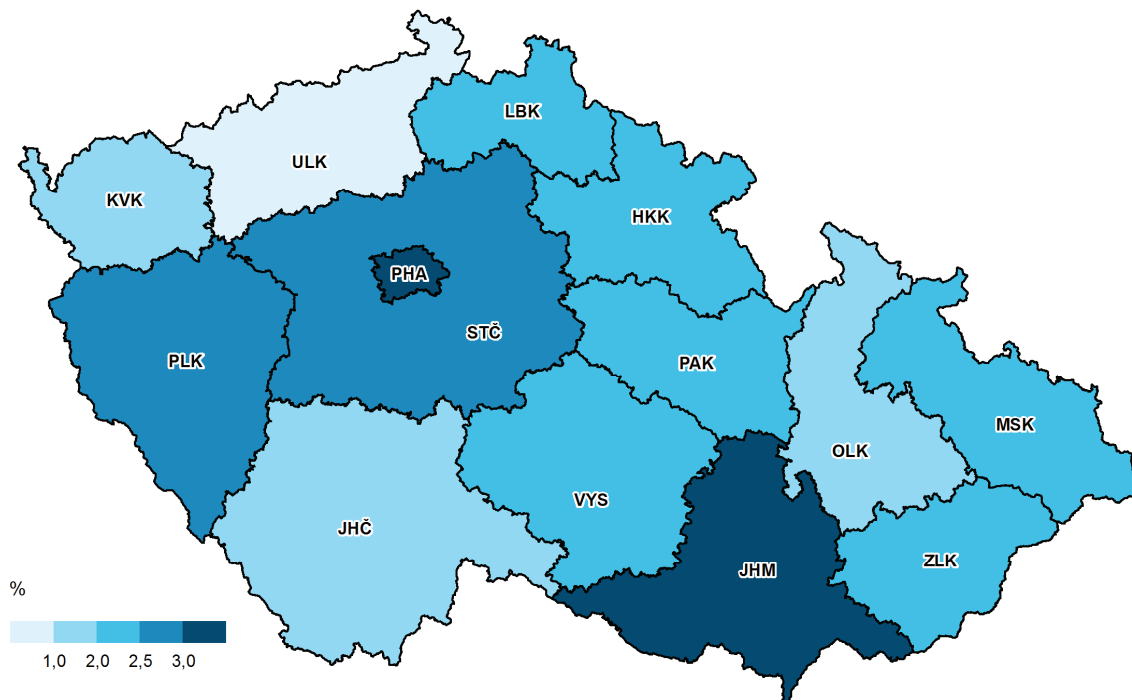 LBK
ULK
KVK
HKK
PHA
STČ
PLK
PAK
MSK
OLK
VYS
JHČ
ZLK
JHM
%
1,0 2,0 2,5 3,0